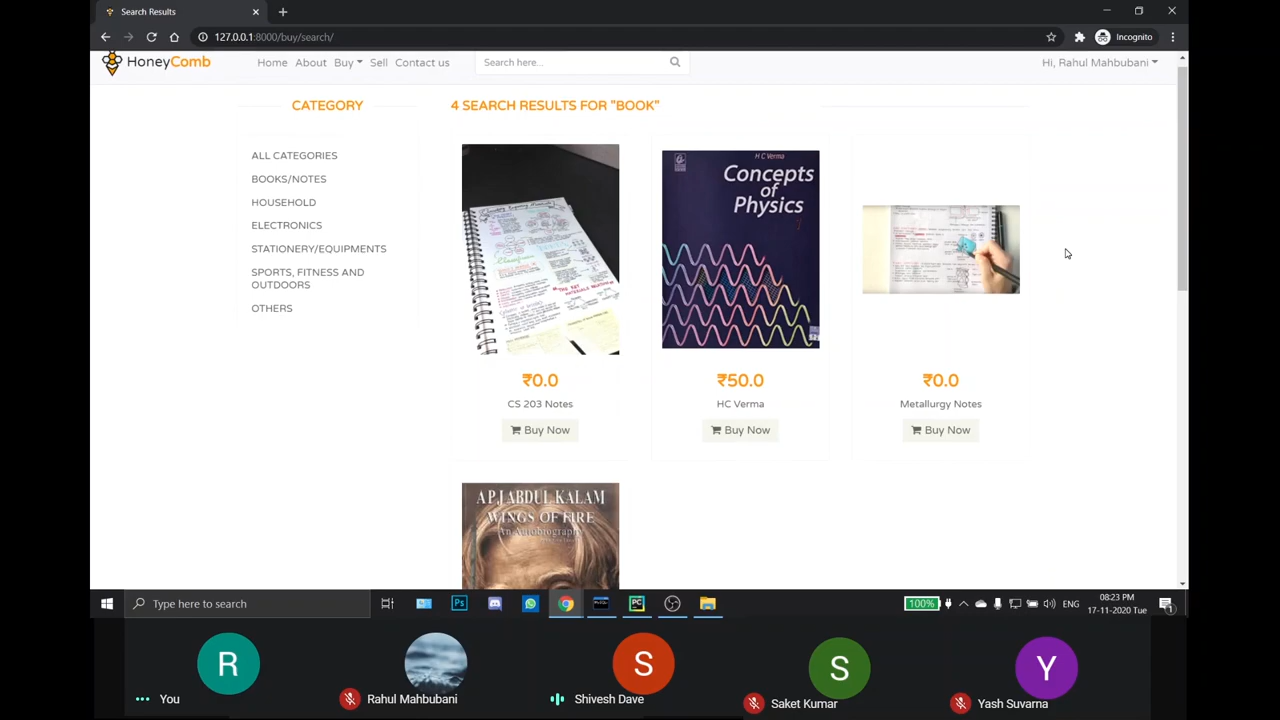 Search Results
127.0.0.1:8000/buy/search/
Incognito
HoneyComb
Home About Buy Sell Contact us
Search here...
Hi, Rahul Mahbubani
CATEGORY
ALL CATEGORIES
BOOKS/NOTES
HOUSEHOLD
ELECTRONICS
STATIONERY/EQUIPMENTS
SPORTS, FITNESS AND
OUTDOORS
OTHERS
4 SEARCH RESULTS FOR "BOOK"
H C Verma
Concepts
of
Physics
₹0.0
CS 203 Notes
Buy Now
₹50.0
HC Verma
Buy Now
₹0.0
Metallurgy Notes
Buy Now
A.P.J.ABDUL KALAM
WINGS OF FIRE
An Autobiography
Type here to search
Ps
PC
100%
ENG
08:23 PM
17-11-2020 Tue
1
R
S
S
Y
You
Rahul Mahbubani
Shivesh Dave
Saket Kumar
Yash Suvarna